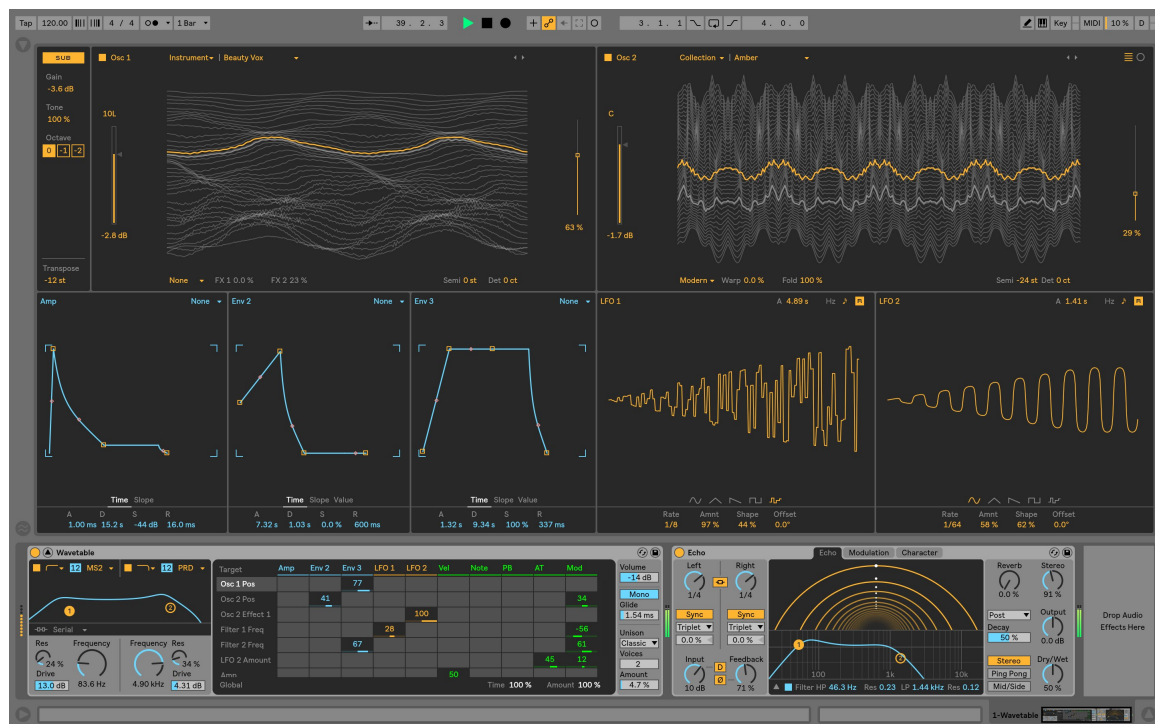 Tap 120.00 4 / 4 1 Bar 39. 2. 3 3. 1. 1 4. 0. 0 Key MIDI 10 % D
SUB
Gain
-3.6 dB
Tone
100 %
Octave
0 -1 -2
Transpose
-12 st
Osc 1 Instrument | Beauty Vox
10L
-2.8 dB
63 %
None FX 1 0.0 % FX 2 23 % Semi 0 st Det 0 ct
Osc 2 Collection | Amber
C
-1.7 dB
29 %
Modern Warp 0.0 % Fold 100 % Semi -24 st Det 0 ct
Amp None
Time Slope
A D S R
1.00 ms 15.2 s -44 dB 16.0 ms
Env 2 None
Time Slope Value
A D S R
7.32 s 1.03 s 0.0 % 600 ms
Env 3 None
Time Slope Value
A D S R
1.32 s 9.34 s 100 % 337 ms
LFO 1 A 4.89 s Hz R
Rate Amnt Shape Offset
1/8 97 % 44 % 0.0°
LFO 2 A 1.41 s Hz R
Rate Amnt Shape Offset
1/64 58 % 62 % 0.0°
Wavetable
12 MS2 12 PRD
1 2
Serial
Res Frequency Frequency Res
24 % 34 %
Drive Drive
13.0 dB 83.6 Hz 4.90 kHz 4.31 dB
Target Amp Env 2 Env 3 LFO 1 LFO 2 Vel Note PB AT Mod
Osc 1 Pos 77
Osc 2 Pos 41 34
Osc 2 Effect 1 100
Filter 1 Freq 28 -56
Filter 2 Freq 67 61
LFO 2 Amount 45 12
Amp 50
Global Time 100 % Amount 100 %
Volume
-14 dB
Mono
Glide
1.54 ms
Unison
Classic
Voices
2
Amount
4.7 %
Echo Echo Modulation Character
Left Right
1/4 1/4
Sync Sync
Triplet Triplet
0.0 % 0.0 %
Input D Feedback
Ø
10 dB 71 %
1 2
100 1k 10k
Filter HP 46.3 Hz Res 0.23 LP 1.44 kHz Res 0.12
Reverb Stereo
0.0 % 91 %
Post Output
Decay
50 % 0.0 dB
Stereo Dry/Wet
Ping Pong
Mid/Side 50 %
Drop Audio
Effects Here
1-Wavetable